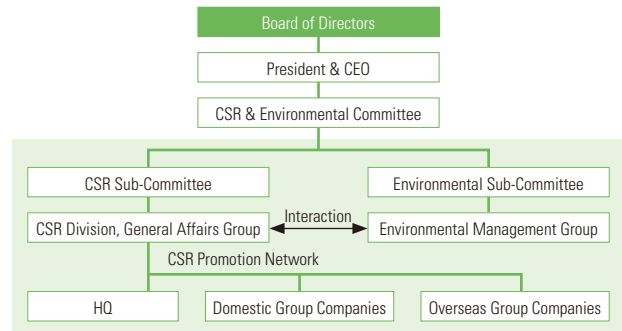 Board of Directors
President & CEO
CSR & Environmental Committee
CSR Sub-Committee
Environmental Sub-Committee
CSR Division, General Affairs Group
Interaction
Environmental Management Group
CSR Promotion Network
HQ
Domestic Group Companies
Overseas Group Companies